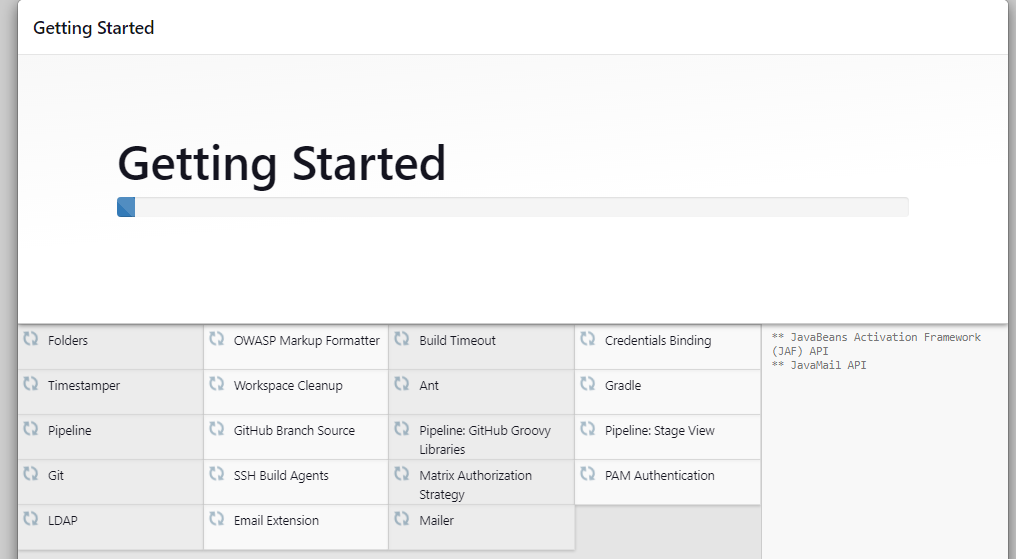 Getting Started
Getting Started
Folders
OWASP Markup Formatter
Build Timeout
Credentials Binding
** JavaBeans Activation Framework
(JAF) API
** JavaMail API
Timestamper
Workspace Cleanup
Ant
Gradle
Pipeline
GitHub Branch Source
Pipeline: GitHub Groovy
Libraries
Pipeline: Stage View
Git
SSH Build Agents
Matrix Authorization
Strategy
PAM Authentication
LDAP
Email Extension
Mailer